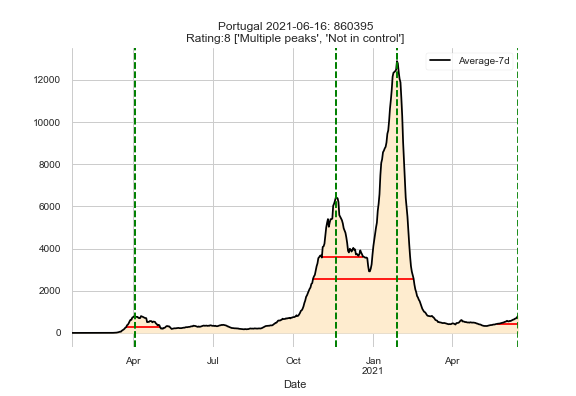 Portugal 2021-06-16: 860395
Rating:8 ['Multiple peaks', 'Not in control']
Average-7d
12000
10000
8000
6000
4000
2000
0
Apr
Jul
Oct
Jan
2021
Apr
Date